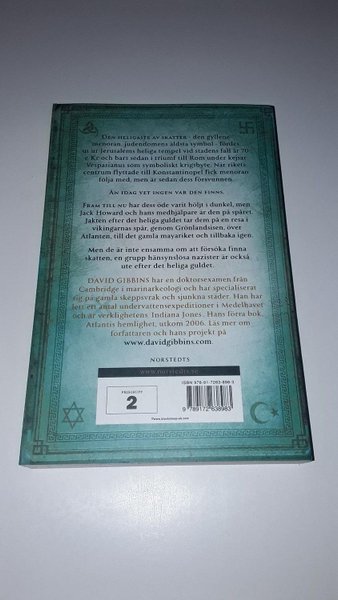 DEN HELIGASTE AV SKATTER - den gyllene
menoran, judendomens äldsta symbol - fördes
ut ur Jerusalems heliga tempel vid stadens fall år 70
e. Kr och bars sedan i triumf till Rom under kejsar
Vespasianus som symboliskt krigsbyte. När rikets
centrum flyttade till Konstantinopel fick menoran
följa med, men är sedan dess försvunnen.
ÄN IDAG VET INGEN VAR DEN FINNS.
FRAM TILL NU har dess öde varit höljt i dunkel, men
Jack Howard och hans medhjälpare är den på spåret.
Jakten efter det heliga guldet tar dem på en resa i
vikingarnas spår, genom Grönlandsisen, över
Atlanten, till det gamla mayariket och tillbaka igen.
Men de är inte ensamma om att försöka finna
skatten, en grupp hänsynslösa nazister är också
ute efter det heliga guldet.
DAVID GIBBINS har en doktorsexamen från
Cambridge i marinarkeologi och har specialiserat
sig på gamla skeppsvrak och sjunkna städer. Han har
lett ett antal undervattensexpeditioner i Medelhavet
och är verklighetens Indiana Jones. Hans förra bok,
Atlantis hemlighet, utkom 2006. Läs mer om
författaren och hans projekt på
www.davidgibbins.com.
NORSTEDTS
www.norstedts.se
PRISGRUPP
2
ISBN 978-91-7263-898-3
9 789172 638983